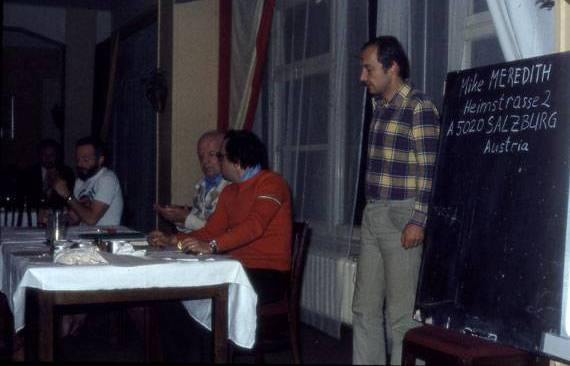 Mike MEREDITH
Heimstrasse 2
A 5020 SALZBURG
Austria